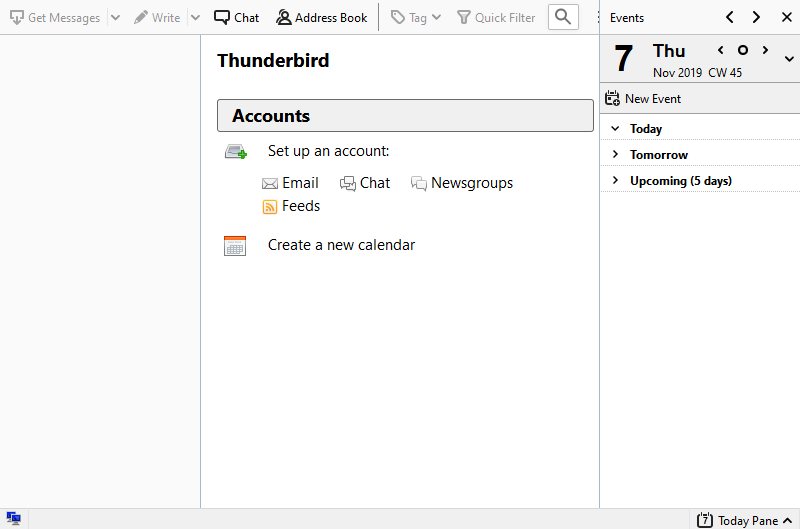 Get Messages Write Chat Address Book Tag Quick Filter Events
Thunderbird
7 Thu
Nov 2019 CW 45
New Event
Accounts
Today
Set up an account:
Tomorrow
Email Chat Newsgroups
Upcoming (5 days)
Feeds
Create a new calendar
7 Today Pane